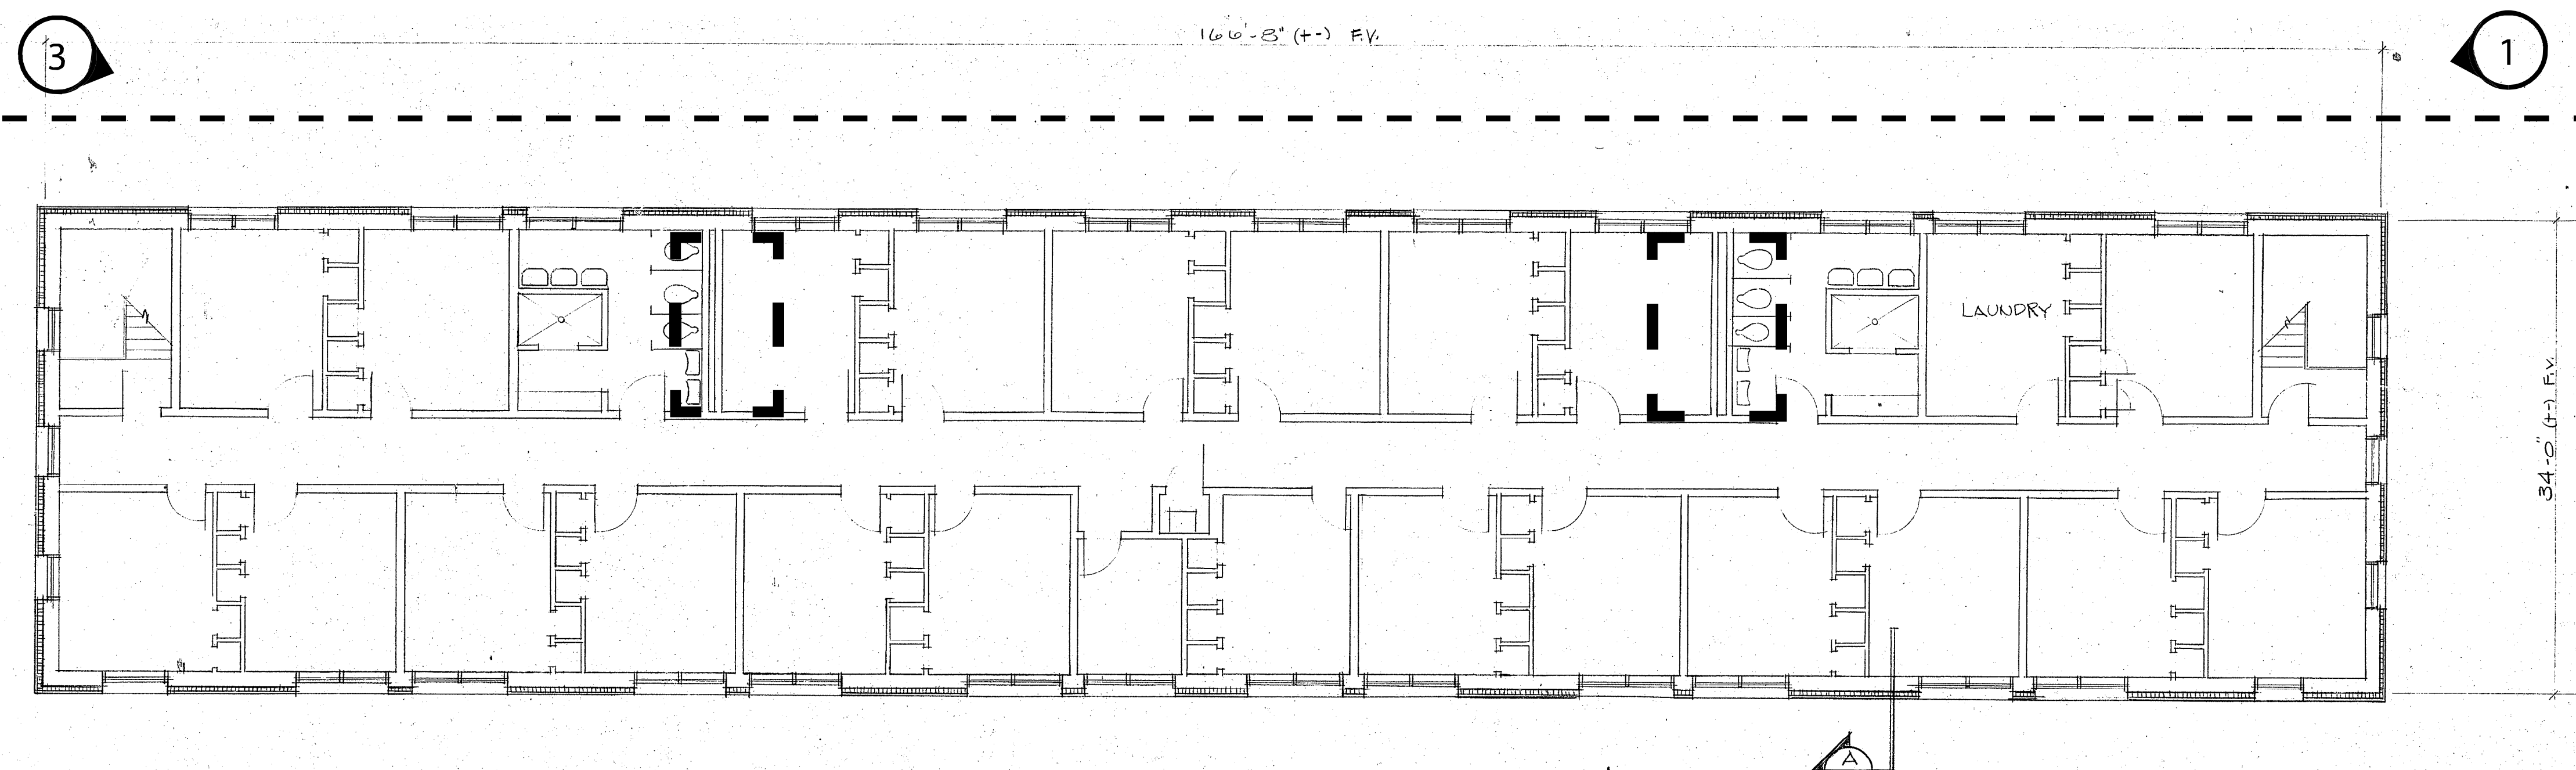 3
166'-8" (+-) F.V.
1
LAUNDRY
34'-0" (+-) F.V.
A